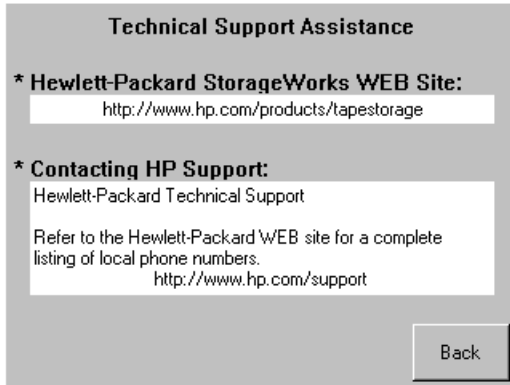 Technical Support Assistance
* Hewlett-Packard StorageWorks WEB Site:
http://www.hp.com/products/tapestorage
* Contacting HP Support:
Hewlett-Packard Technical Support
Refer to the Hewlett-Packard WEB site for a complete
listing of local phone numbers.
http://www.hp.com/support
Back